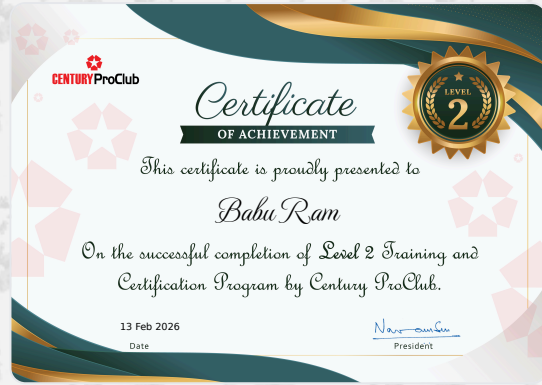 CENTURY ProClub
Certificate
OF ACHIEVEMENT
LEVEL
2
This certificate is proudly presented to
Babu Ram
On the successful completion of Level 2 Training and
Certification Program by Century ProClub.
13 Feb 2026
Date
President